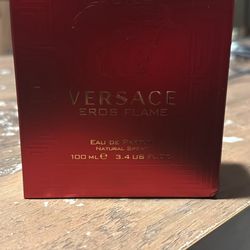 VERSACE
EROS FLAME
EAU DE PARFUM
NATURAL SPRAY
100 ML ℮ 3.4 US FL.OZ